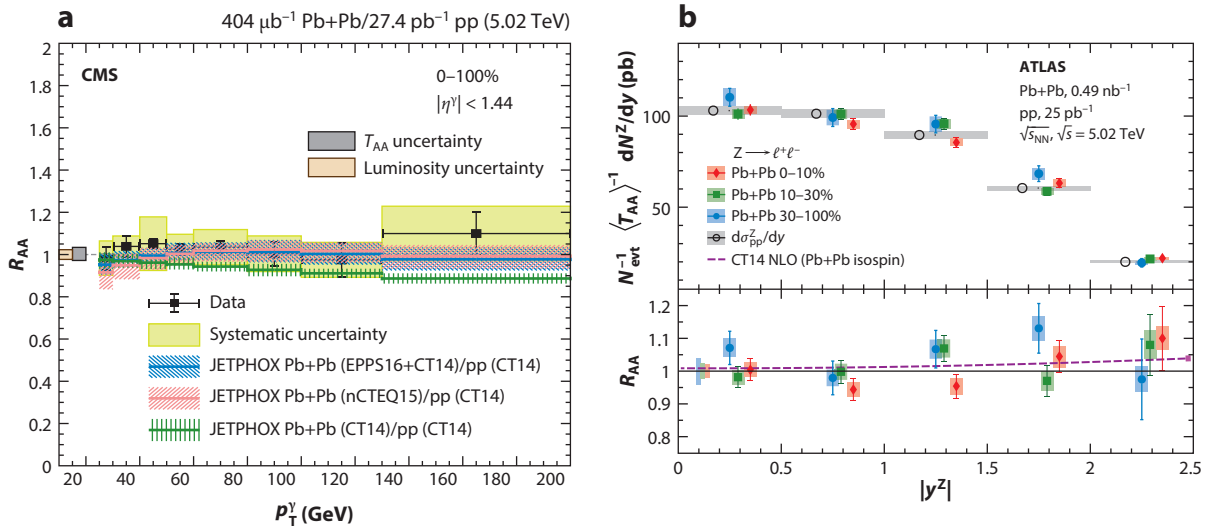 a
404 μb⁻¹ Pb+Pb/27.4 pb⁻¹ pp (5.02 TeV)
CMS
0–100%
|ηᵞ| < 1.44
T_AA uncertainty
Luminosity uncertainty
Data
Systematic uncertainty
JETPHOX Pb+Pb (EPPS16+CT14)/pp (CT14)
JETPHOX Pb+Pb (nCTEQ15)/pp (CT14)
JETPHOX Pb+Pb (CT14)/pp (CT14)
R_AA
2
1.8
1.6
1.4
1.2
1
0.8
0.6
0.4
0.2
0
20 40 60 80 100 120 140 160 180 200
p_T^γ (GeV)
b
ATLAS
Pb+Pb, 0.49 nb⁻¹
pp, 25 pb⁻¹
√s_NN, √s = 5.02 TeV
Z ⟶ ℓ⁺ℓ⁻
Pb+Pb 0–10%
Pb+Pb 10–30%
Pb+Pb 30–100%
dσ_pp^Z/dy
CT14 NLO (Pb+Pb isospin)
N_evt⁻¹ ⟨T_AA⟩⁻¹ dN^Z/dy (pb)
100
50
R_AA
1.2
1.1
1
0.9
0.8
0 0.5 1 1.5 2 2.5
|y^Z|